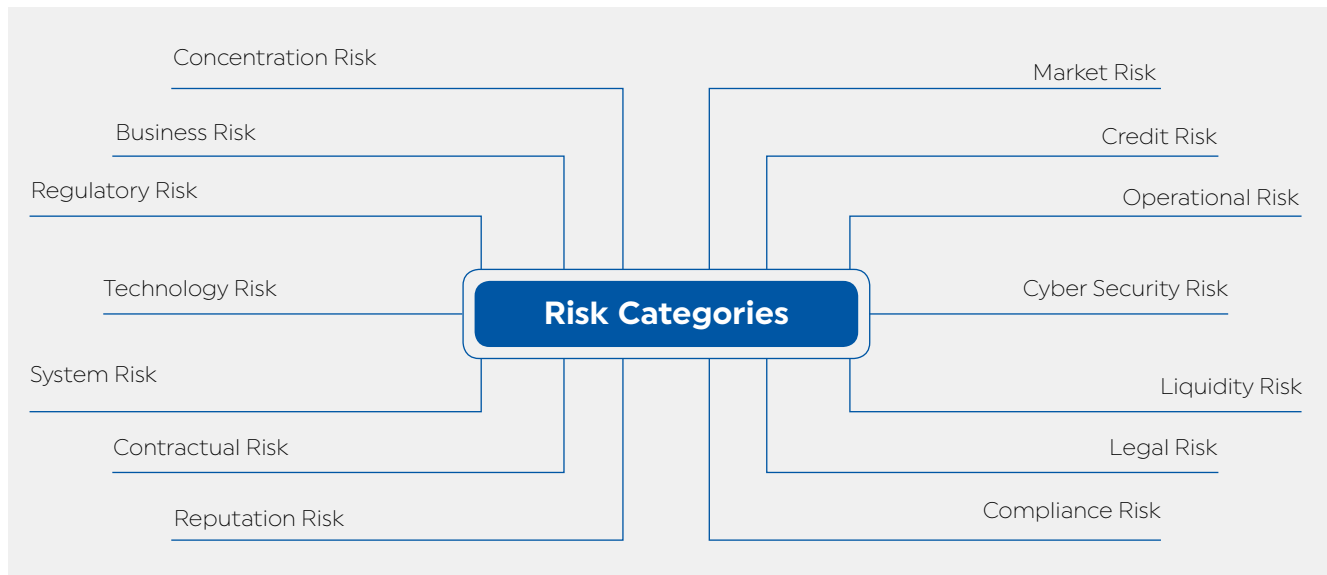 Concentration Risk
Market Risk
Business Risk
Credit Risk
Regulatory Risk
Operational Risk
Technology Risk
Risk Categories
Cyber Security Risk
System Risk
Liquidity Risk
Contractual Risk
Legal Risk
Reputation Risk
Compliance Risk